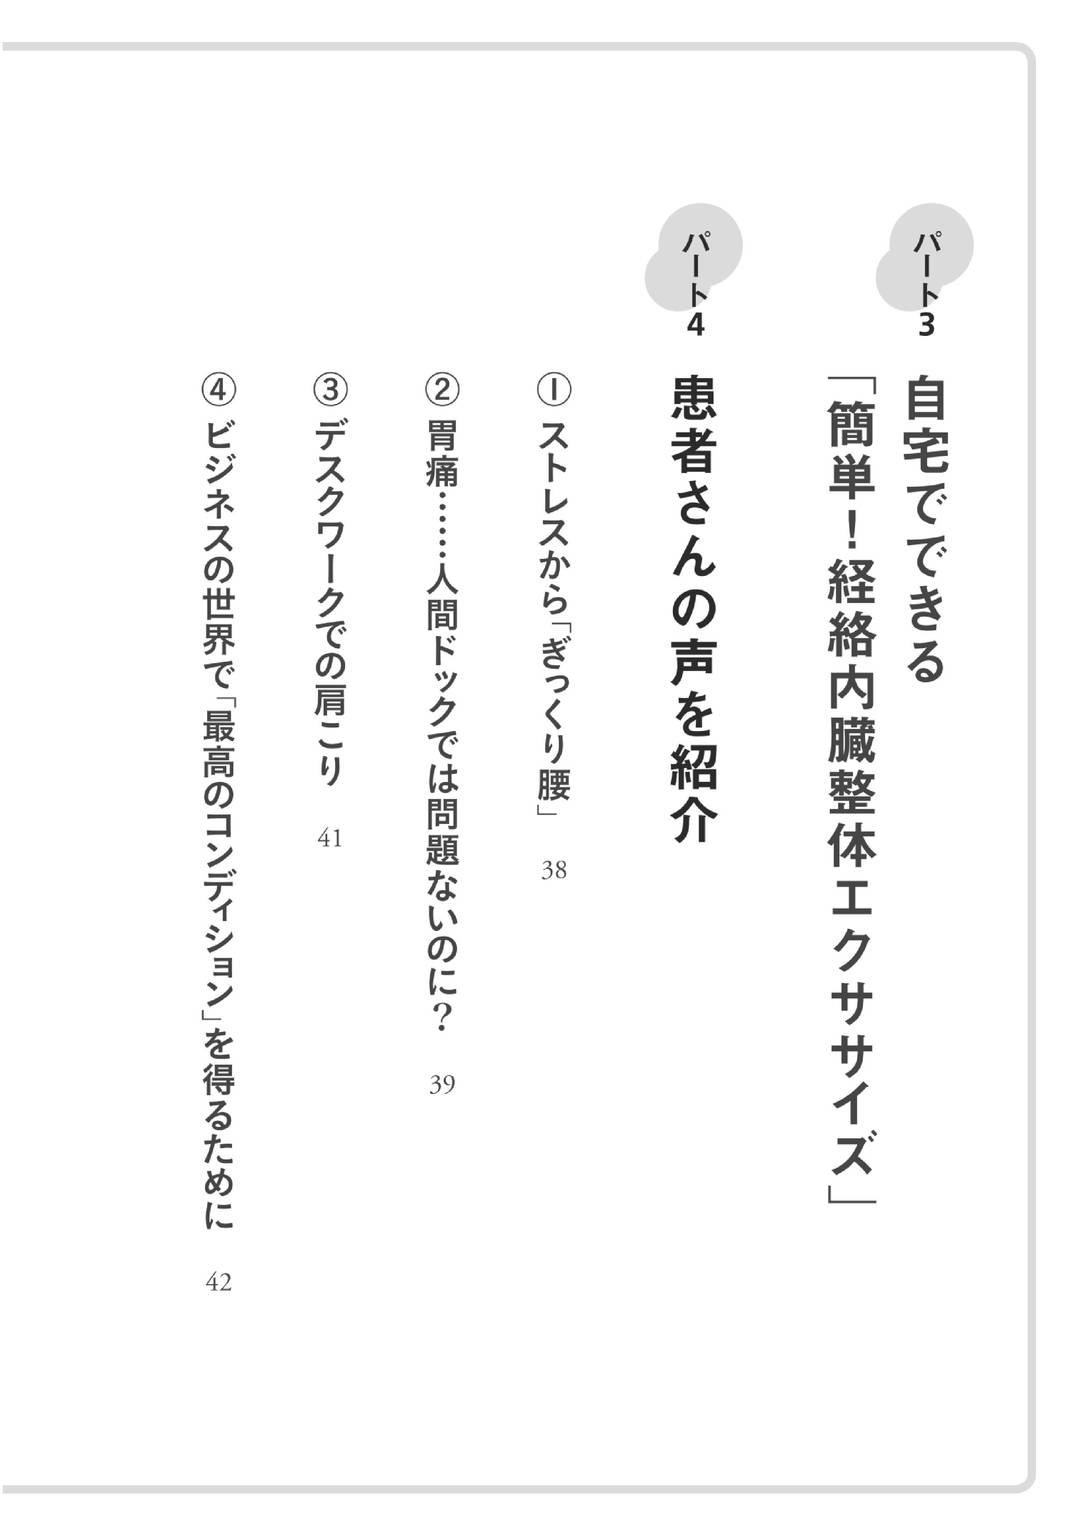 パート3
自宅でできる
「簡単！経絡内臓整体エクササイズ」
パート4
患者さんの声を紹介
① ストレスから「ぎっくり腰」 38
② 胃痛……人間ドックでは問題ないのに？ 39
③ デスクワークでの肩こり 41
④ ビジネスの世界で「最高のコンディション」を得るために 42